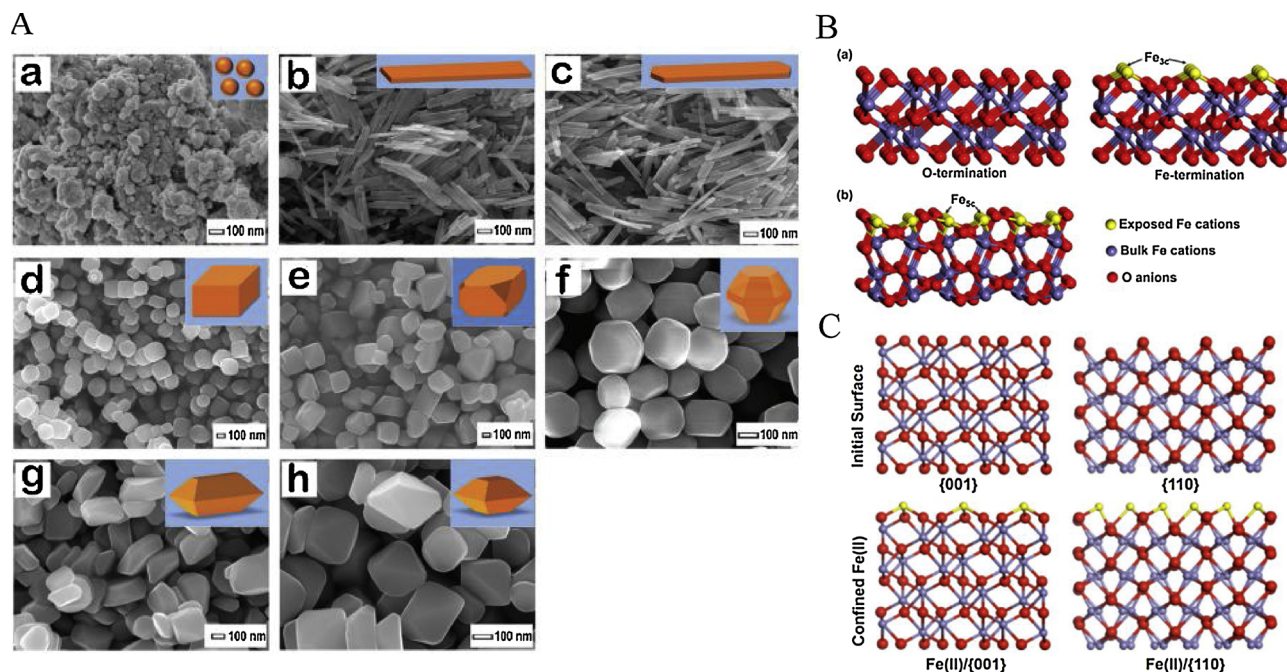 A
a
100 nm
b
100 nm
c
100 nm
d
100 nm
e
100 nm
f
100 nm
g
100 nm
h
100 nm
B
(a)
Fe3c
O-termination
Fe-termination
(b)
Fe5c
Exposed Fe cations
Bulk Fe cations
O anions
C
Initial Surface
{001}
{110}
Confined Fe(II)
Fe(II)/{001}
Fe(II)/{110}